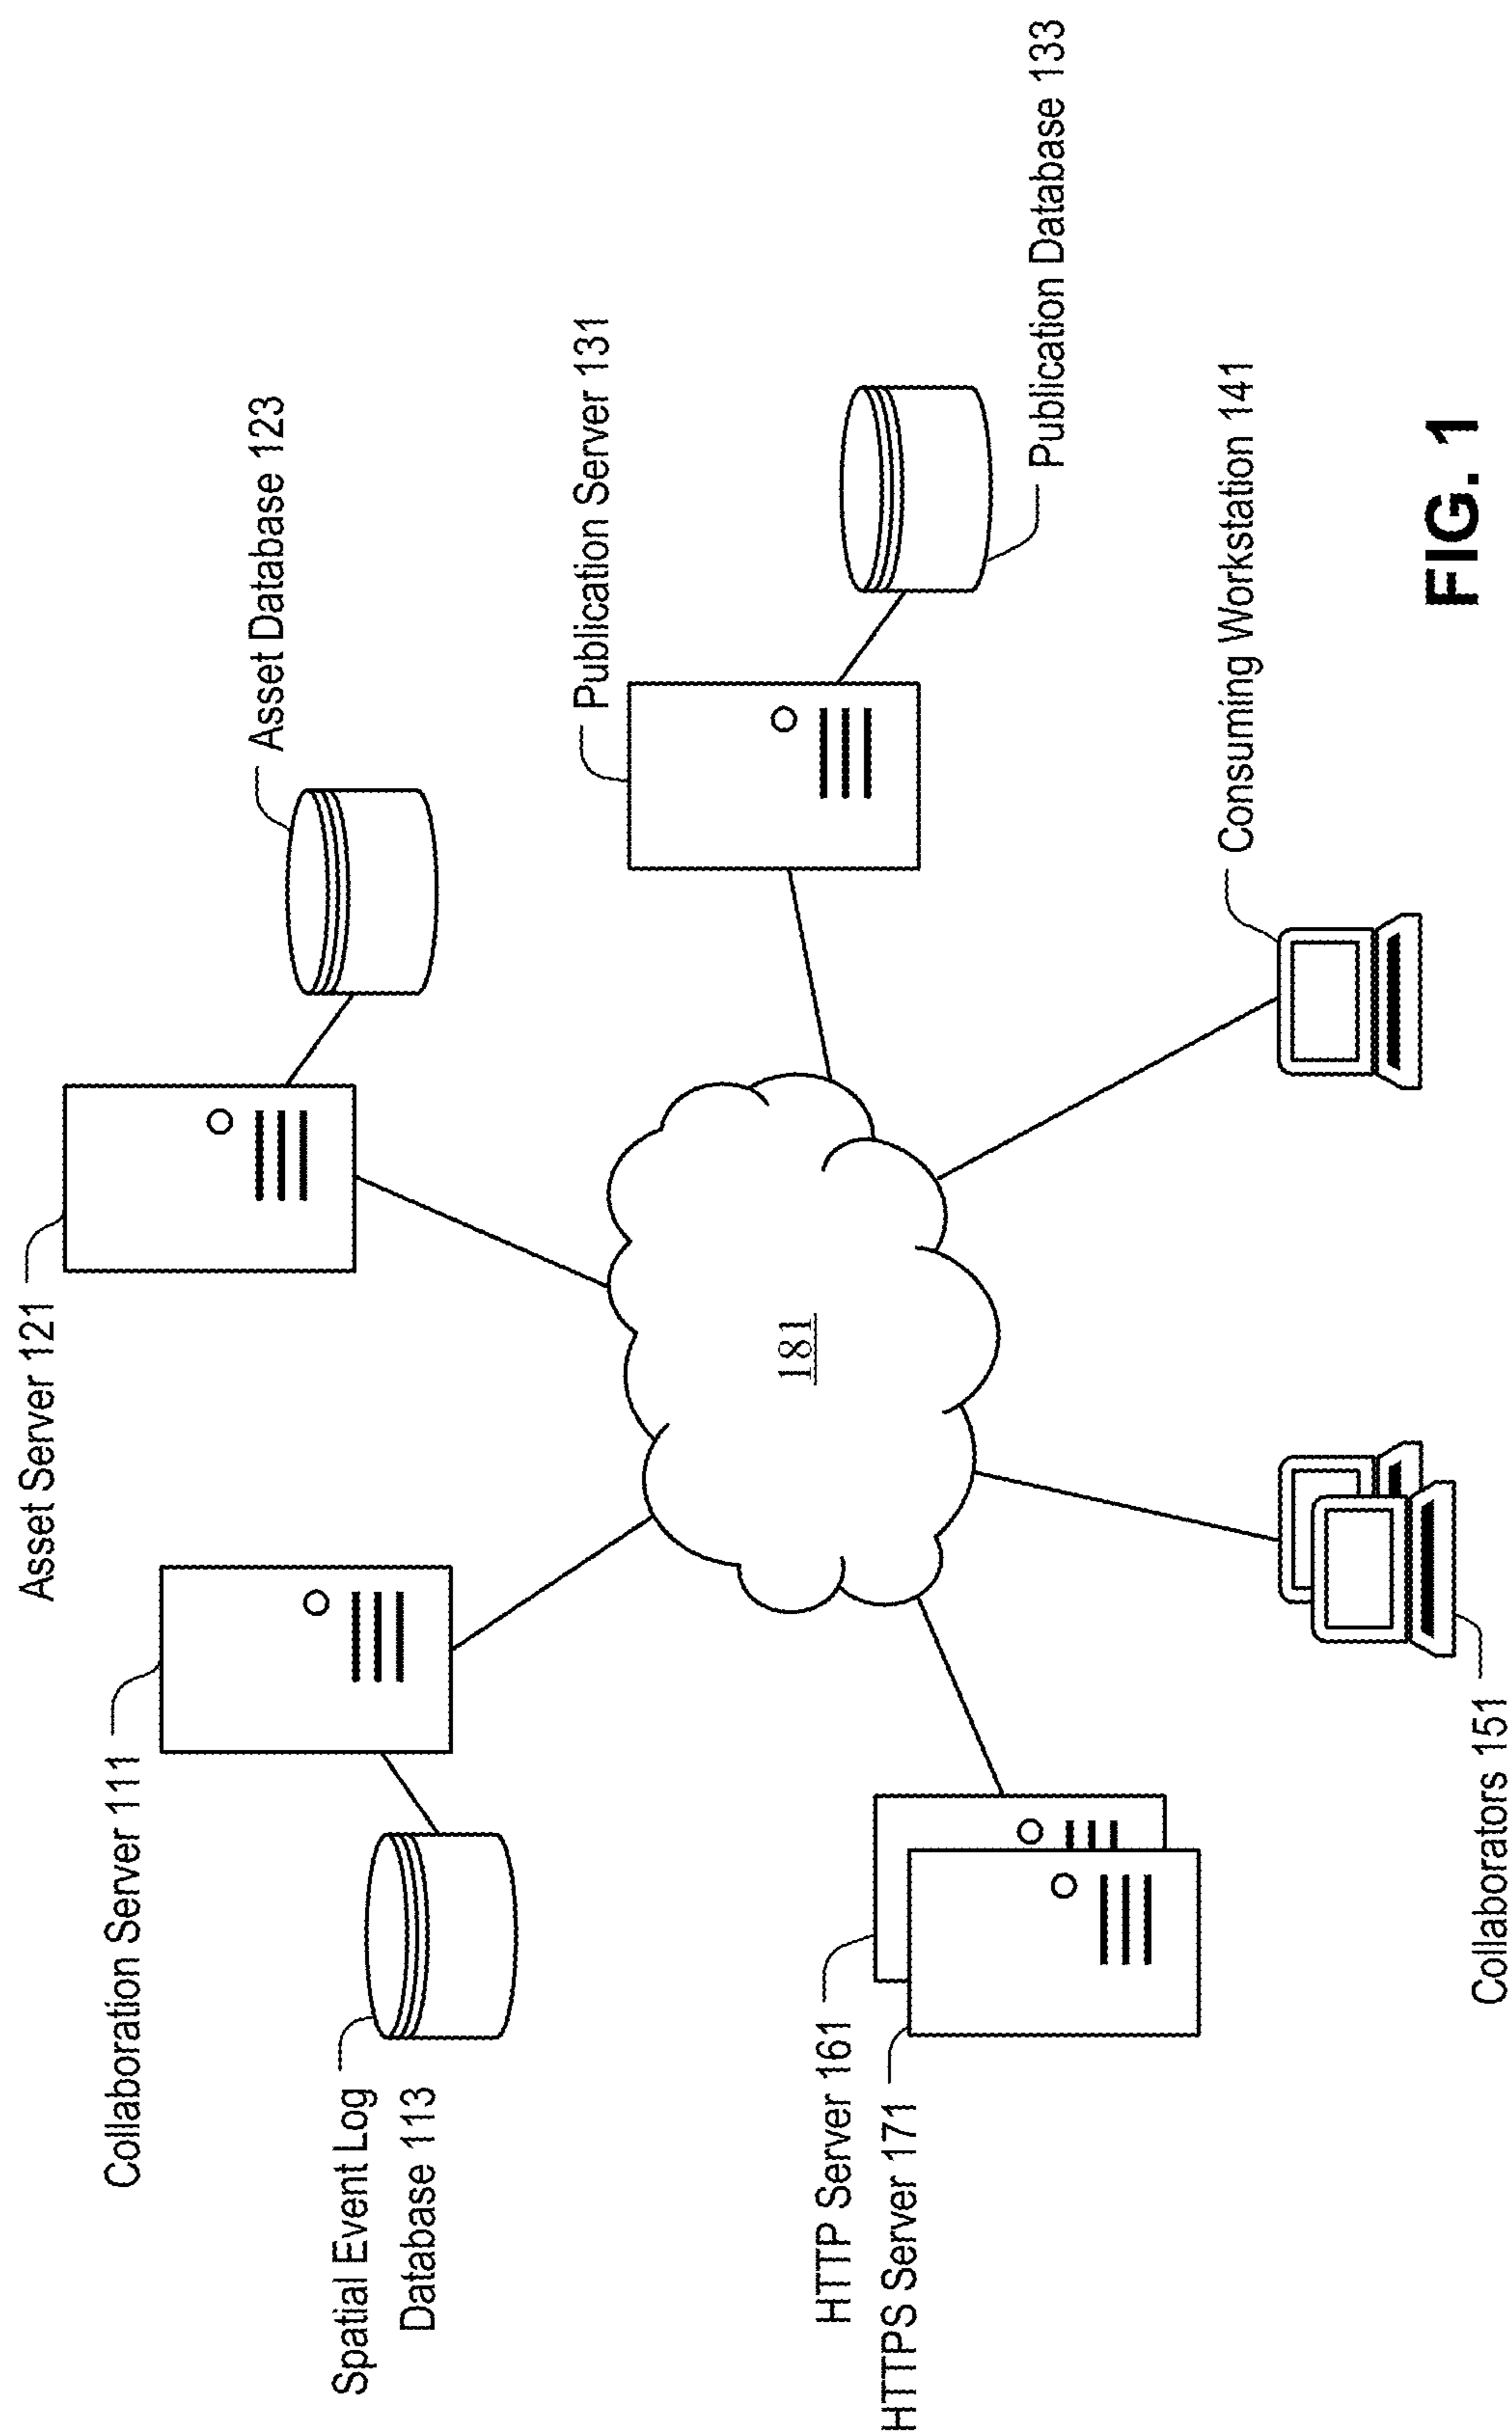 Asset Server 121
Collaboration Server 111
Asset Database 123
Spatial Event Log
Database 113
Publication Server 131
181
HTTP Server 161
HTTPS Server 171
Publication Database 133
Consuming Workstation 141
Collaborators 151
FIG. 1